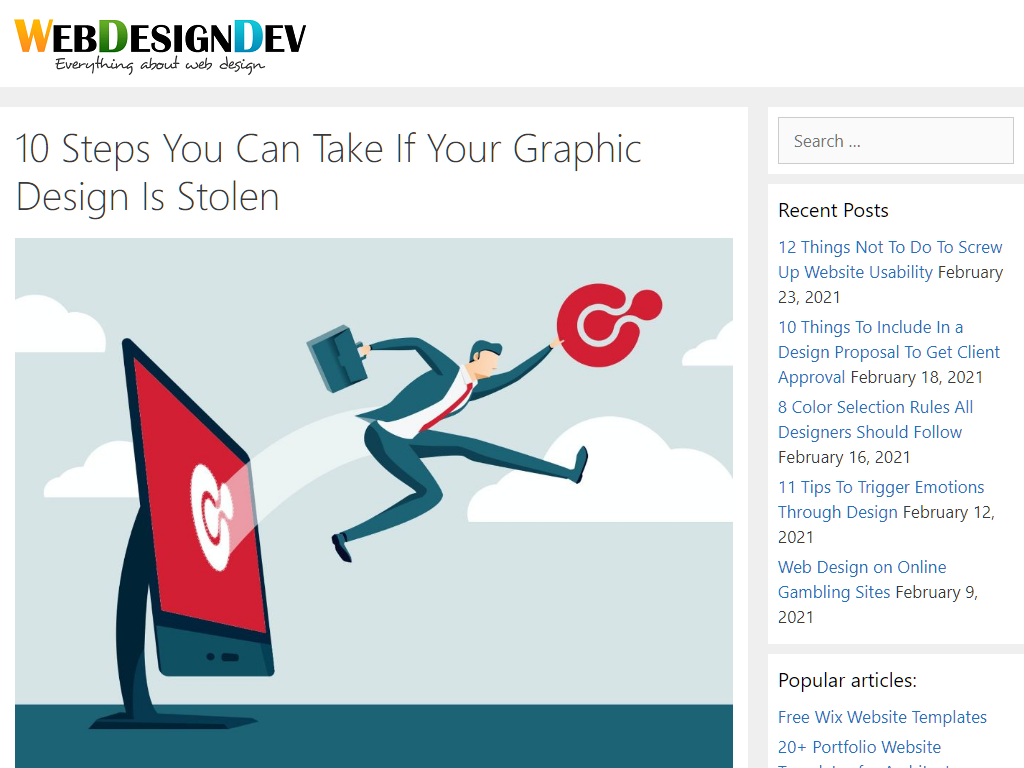 WEBDESIGNDEV
Everything about web design
10 Steps You Can Take If Your Graphic
Design Is Stolen
Search ...
Recent Posts
12 Things Not To Do To Screw
Up Website Usability February
23, 2021
10 Things To Include In a
Design Proposal To Get Client
Approval February 18, 2021
8 Color Selection Rules All
Designers Should Follow
February 16, 2021
11 Tips To Trigger Emotions
Through Design February 12,
2021
Web Design on Online
Gambling Sites February 9,
2021
Popular articles:
Free Wix Website Templates
20+ Portfolio Website